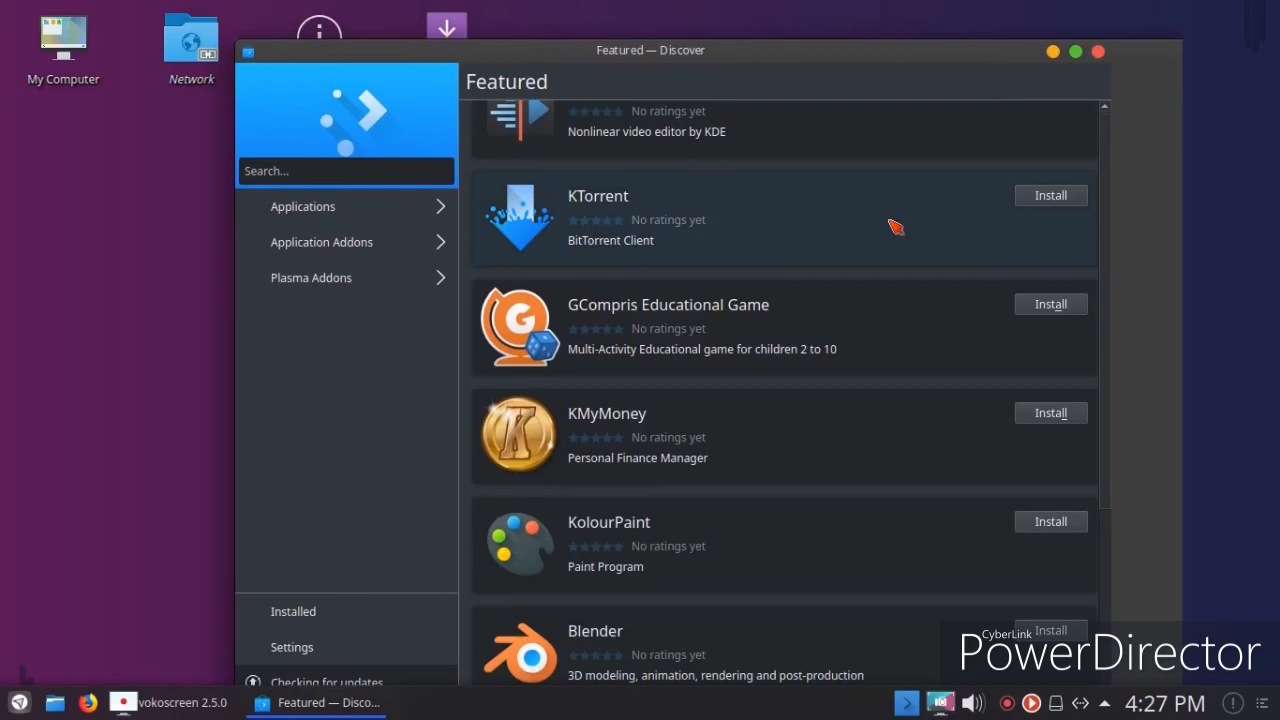 My Computer
Network
Featured — Discover
Search...
Applications
Application Addons
Plasma Addons
Installed
Settings
Checking for updates
Featured
No ratings yet
Nonlinear video editor by KDE
KTorrent
Install
No ratings yet
BitTorrent Client
GCompris Educational Game
Install
No ratings yet
Multi-Activity Educational game for children 2 to 10
KMyMoney
Install
No ratings yet
Personal Finance Manager
KolourPaint
Install
No ratings yet
Paint Program
Blender
Install
No ratings yet
3D modeling, animation, rendering and post-production
CyberLink
PowerDirector
vokoscreen 2.5.0
Featured — Disco...
4:27 PM